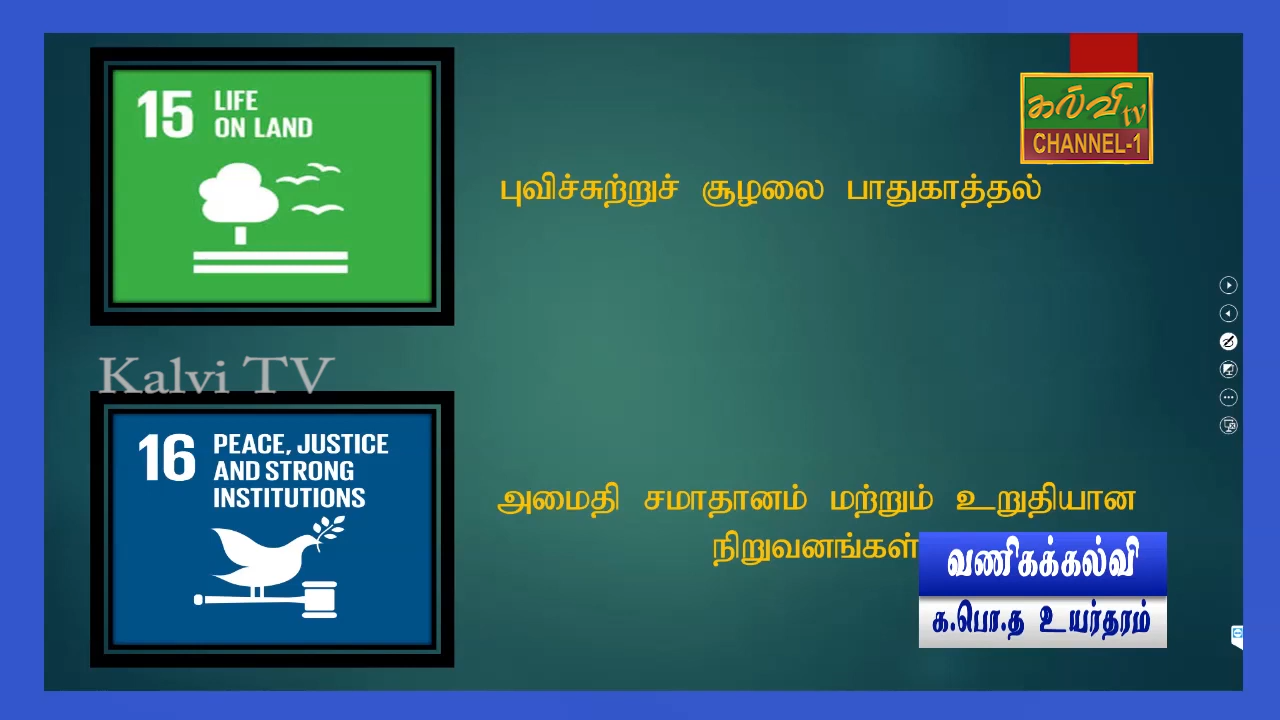 15 LIFE
ON LAND
கல்வி tv
CHANNEL-1
புவிச்சுற்றுச் சூழலை பாதுகாத்தல்
Kalvi TV
16 PEACE, JUSTICE
AND STRONG
INSTITUTIONS
அமைதி சமாதானம் மற்றும் உறுதியான
நிறுவனங்கள்
வணிகக்கல்வி
க.பொ.த உயர்தரம்